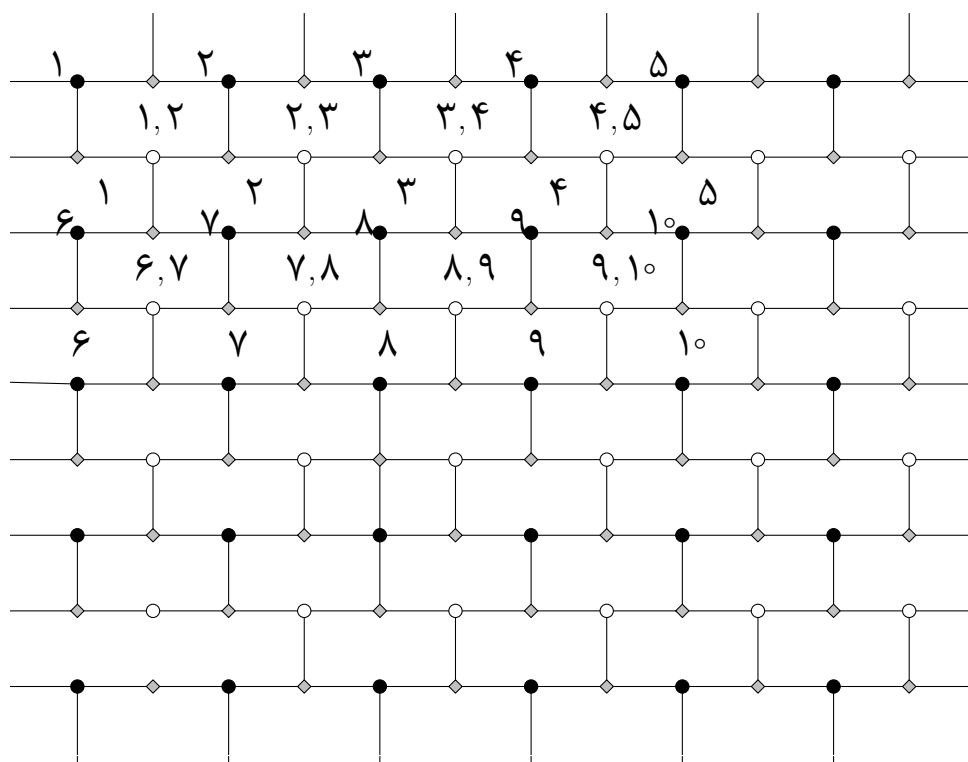 ۱ ۲ ۳ ۴ ۵
۱,۲ ۲,۳ ۳,۴ ۴,۵
۱ ۲ ۳ ۴ ۵
۶ ۷ ۸ ۹ ۱۰
۶,۷ ۷,۸ ۸,۹ ۹,۱۰
۶ ۷ ۸ ۹ ۱۰